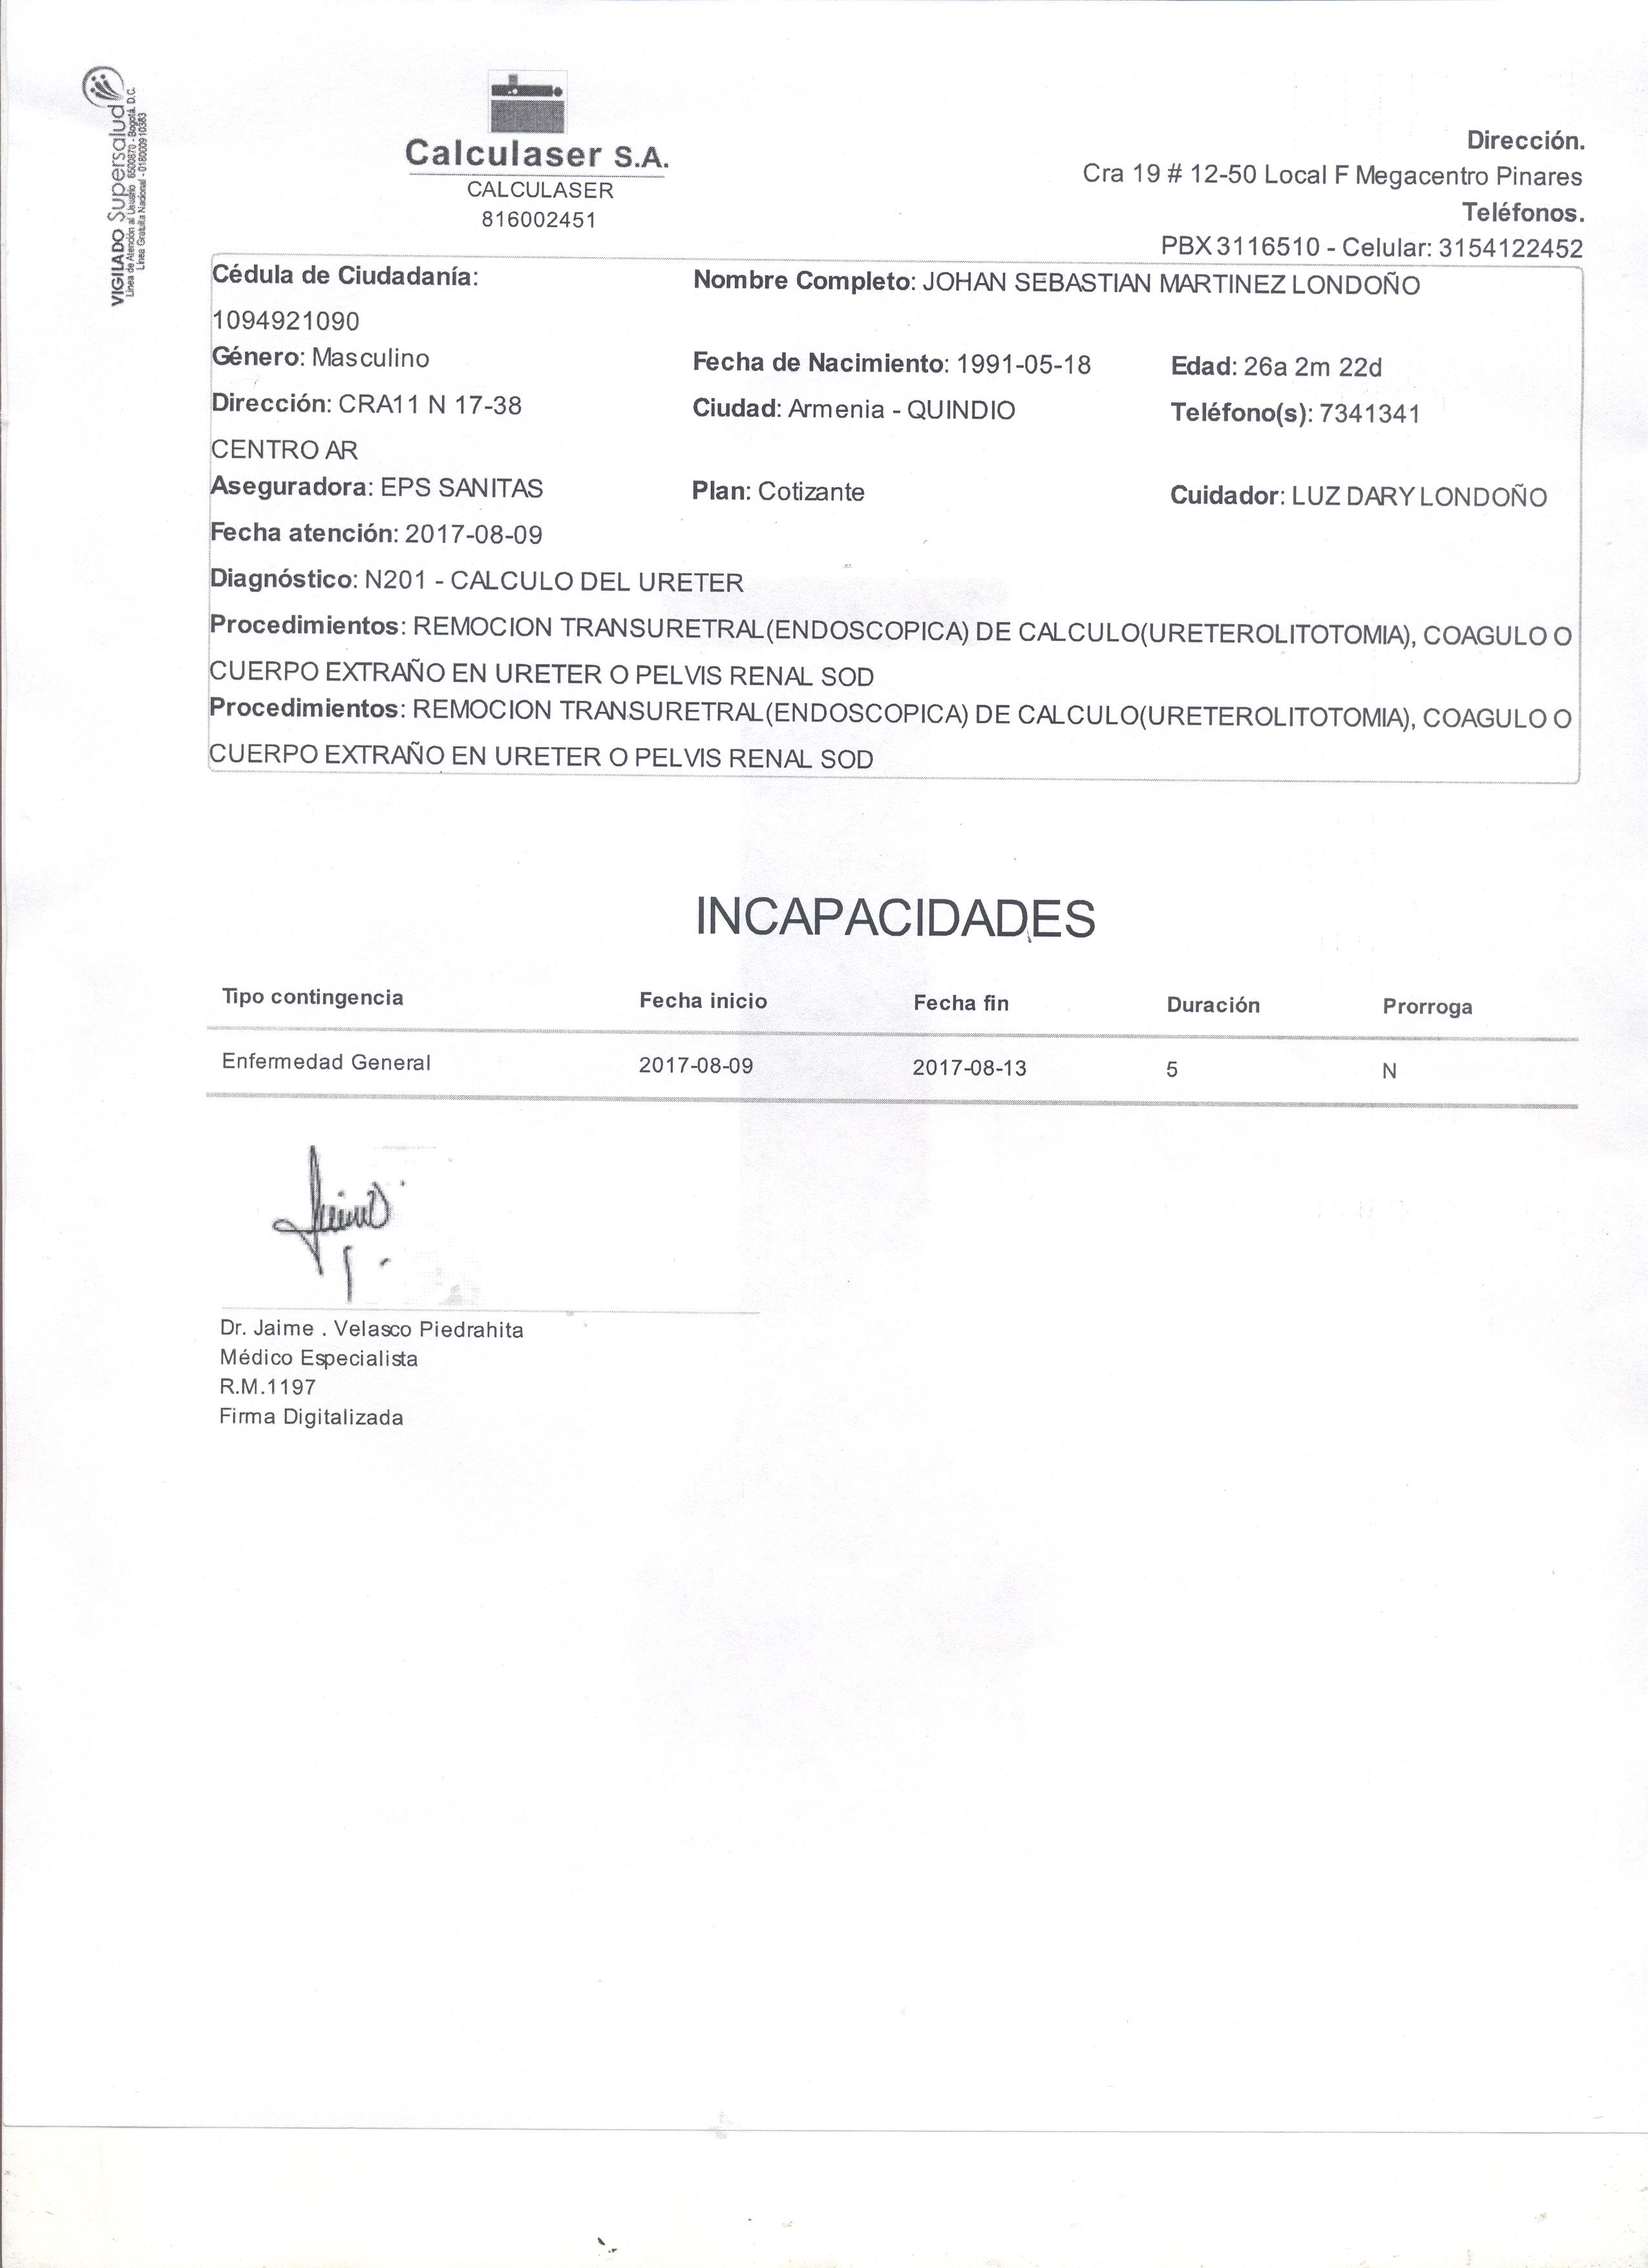 VIGILADO Supersalud
Línea de Atención al Usuario 6500870 - Bogotá. D.C.
Línea Gratuita Nacional - 018000910383
Calculaser S.A.
CALCULASER
816002451
Dirección.
Cra 19 # 12-50 Local F Megacentro Pinares
Teléfonos.
PBX 3116510 - Celular: 3154122452
Cédula de Ciudadanía: Nombre Completo: JOHAN SEBASTIAN MARTINEZ LONDOÑO
1094921090
Género: Masculino Fecha de Nacimiento: 1991-05-18 Edad: 26a 2m 22d
Dirección: CRA11 N 17-38 Ciudad: Armenia - QUINDIO Teléfono(s): 7341341
CENTRO AR
Aseguradora: EPS SANITAS Plan: Cotizante Cuidador: LUZ DARY LONDOÑO
Fecha atención: 2017-08-09
Diagnóstico: N201 - CALCULO DEL URETER
Procedimientos: REMOCION TRANSURETRAL(ENDOSCOPICA) DE CALCULO(URETEROLITOTOMIA), COAGULO O
CUERPO EXTRAÑO EN URETER O PELVIS RENAL SOD
Procedimientos: REMOCION TRANSURETRAL(ENDOSCOPICA) DE CALCULO(URETEROLITOTOMIA), COAGULO O
CUERPO EXTRAÑO EN URETER O PELVIS RENAL SOD
INCAPACIDADES
Tipo contingencia Fecha inicio Fecha fin Duración Prorroga
Enfermedad General 2017-08-09 2017-08-13 5 N
Dr. Jaime . Velasco Piedrahita
Médico Especialista
R.M.1197
Firma Digitalizada